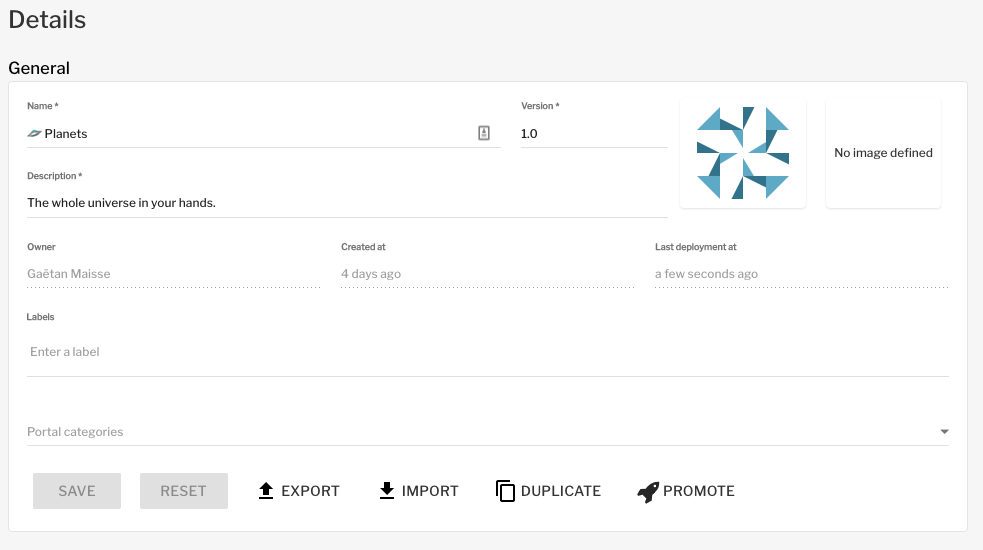 Details
General
Name *
Version *
Planets
1.0
No image defined
Description *
The whole universe in your hands.
Owner
Created at
Last deployment at
Gaëtan Maisse
4 days ago
a few seconds ago
Labels
Enter a label
Portal categories
SAVE
RESET
EXPORT
IMPORT
DUPLICATE
PROMOTE